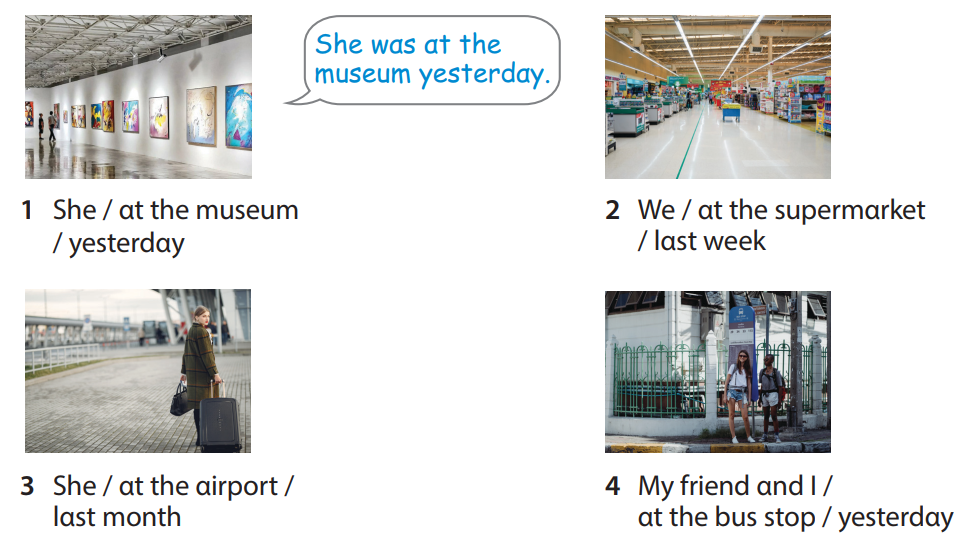 She was at the
museum yesterday.
1 She / at the museum
/ yesterday
2 We / at the supermarket
/ last week
3 She / at the airport /
last month
4 My friend and I /
at the bus stop / yesterday